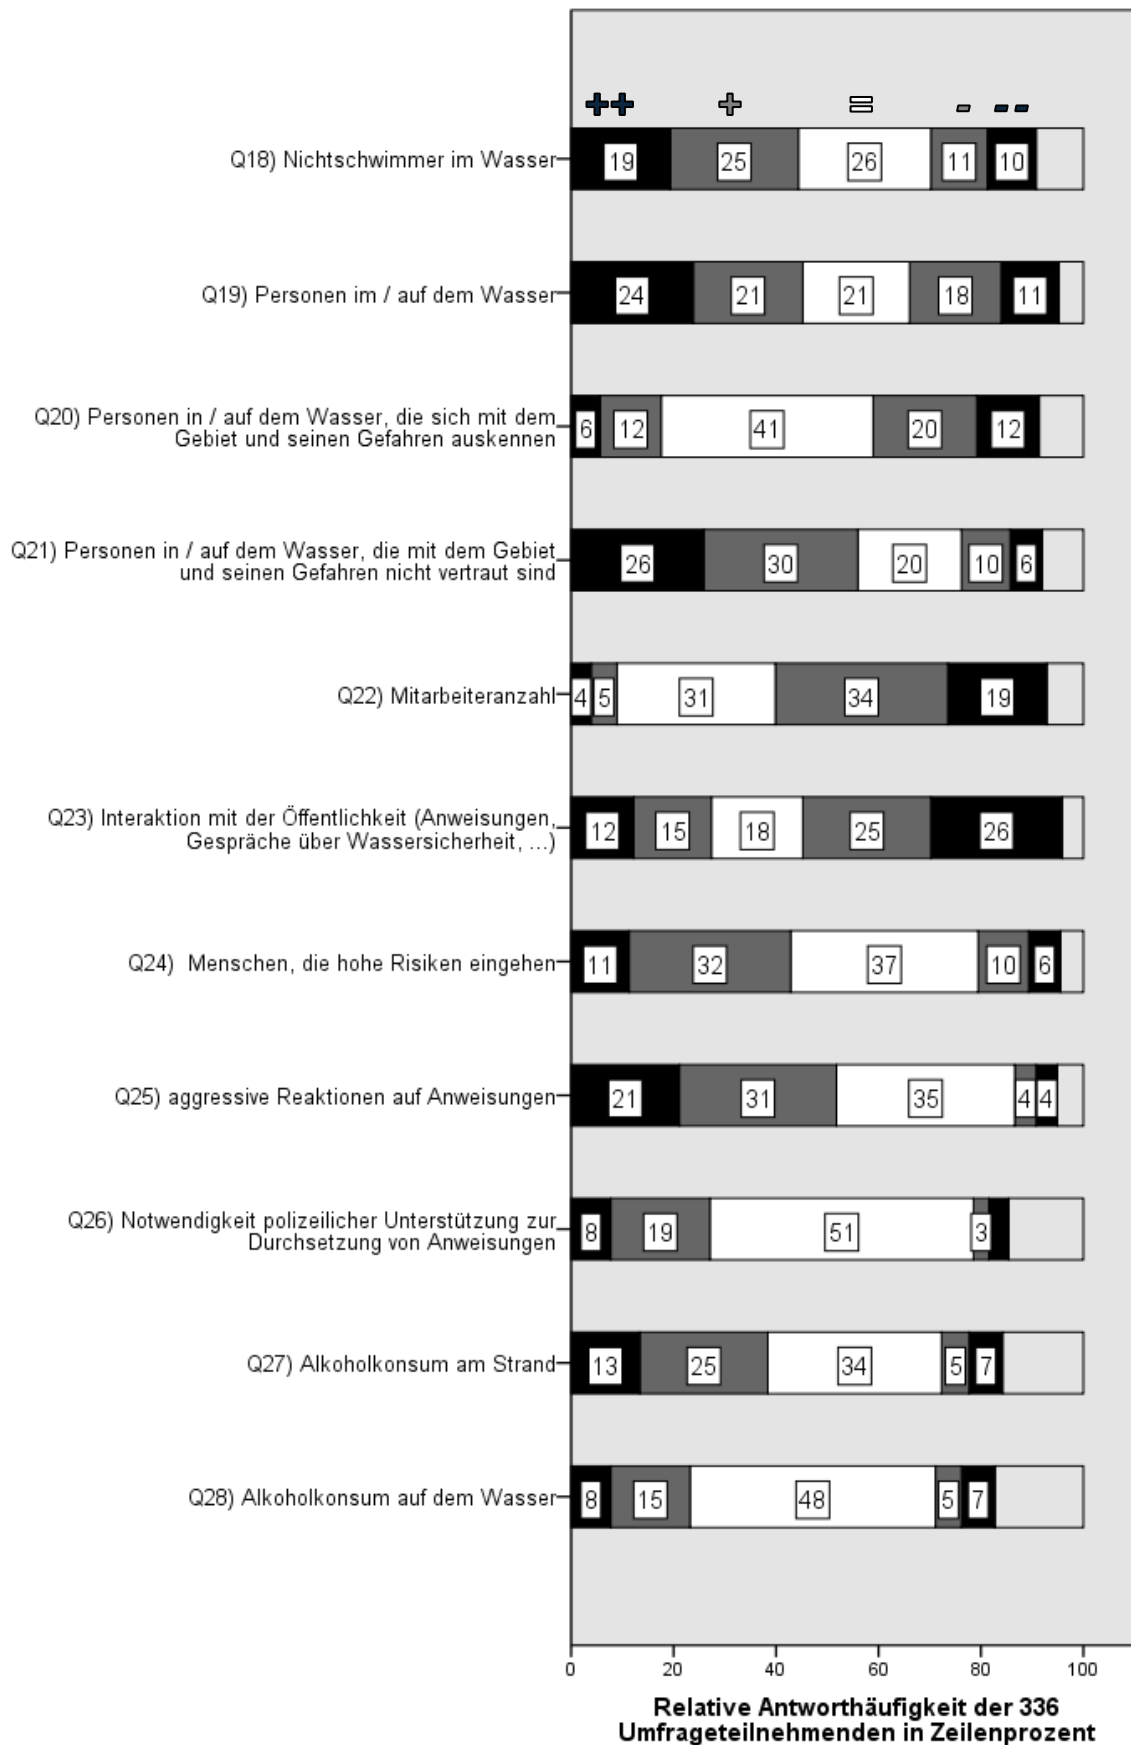 ++ + = - --
Q18) Nichtschwimmer im Wasser
19 25 26 11 10
Q19) Personen im / auf dem Wasser
24 21 21 18 11
Q20) Personen in / auf dem Wasser, die sich mit dem
Gebiet und seinen Gefahren auskennen
6 12 41 20 12
Q21) Personen in / auf dem Wasser, die mit dem Gebiet
und seinen Gefahren nicht vertraut sind
26 30 20 10 6
Q22) Mitarbeiteranzahl
4 5 31 34 19
Q23) Interaktion mit der Öffentlichkeit (Anweisungen,
Gespräche über Wassersicherheit, ...)
12 15 18 25 26
Q24) Menschen, die hohe Risiken eingehen
11 32 37 10 6
Q25) aggressive Reaktionen auf Anweisungen
21 31 35 4 4
Q26) Notwendigkeit polizeilicher Unterstützung zur
Durchsetzung von Anweisungen
8 19 51 3
Q27) Alkoholkonsum am Strand
13 25 34 5 7
Q28) Alkoholkonsum auf dem Wasser
8 15 48 5 7
0 20 40 60 80 100
Relative Antworthäufigkeit der 336
Umfrageteilnehmenden in Zeilenprozent